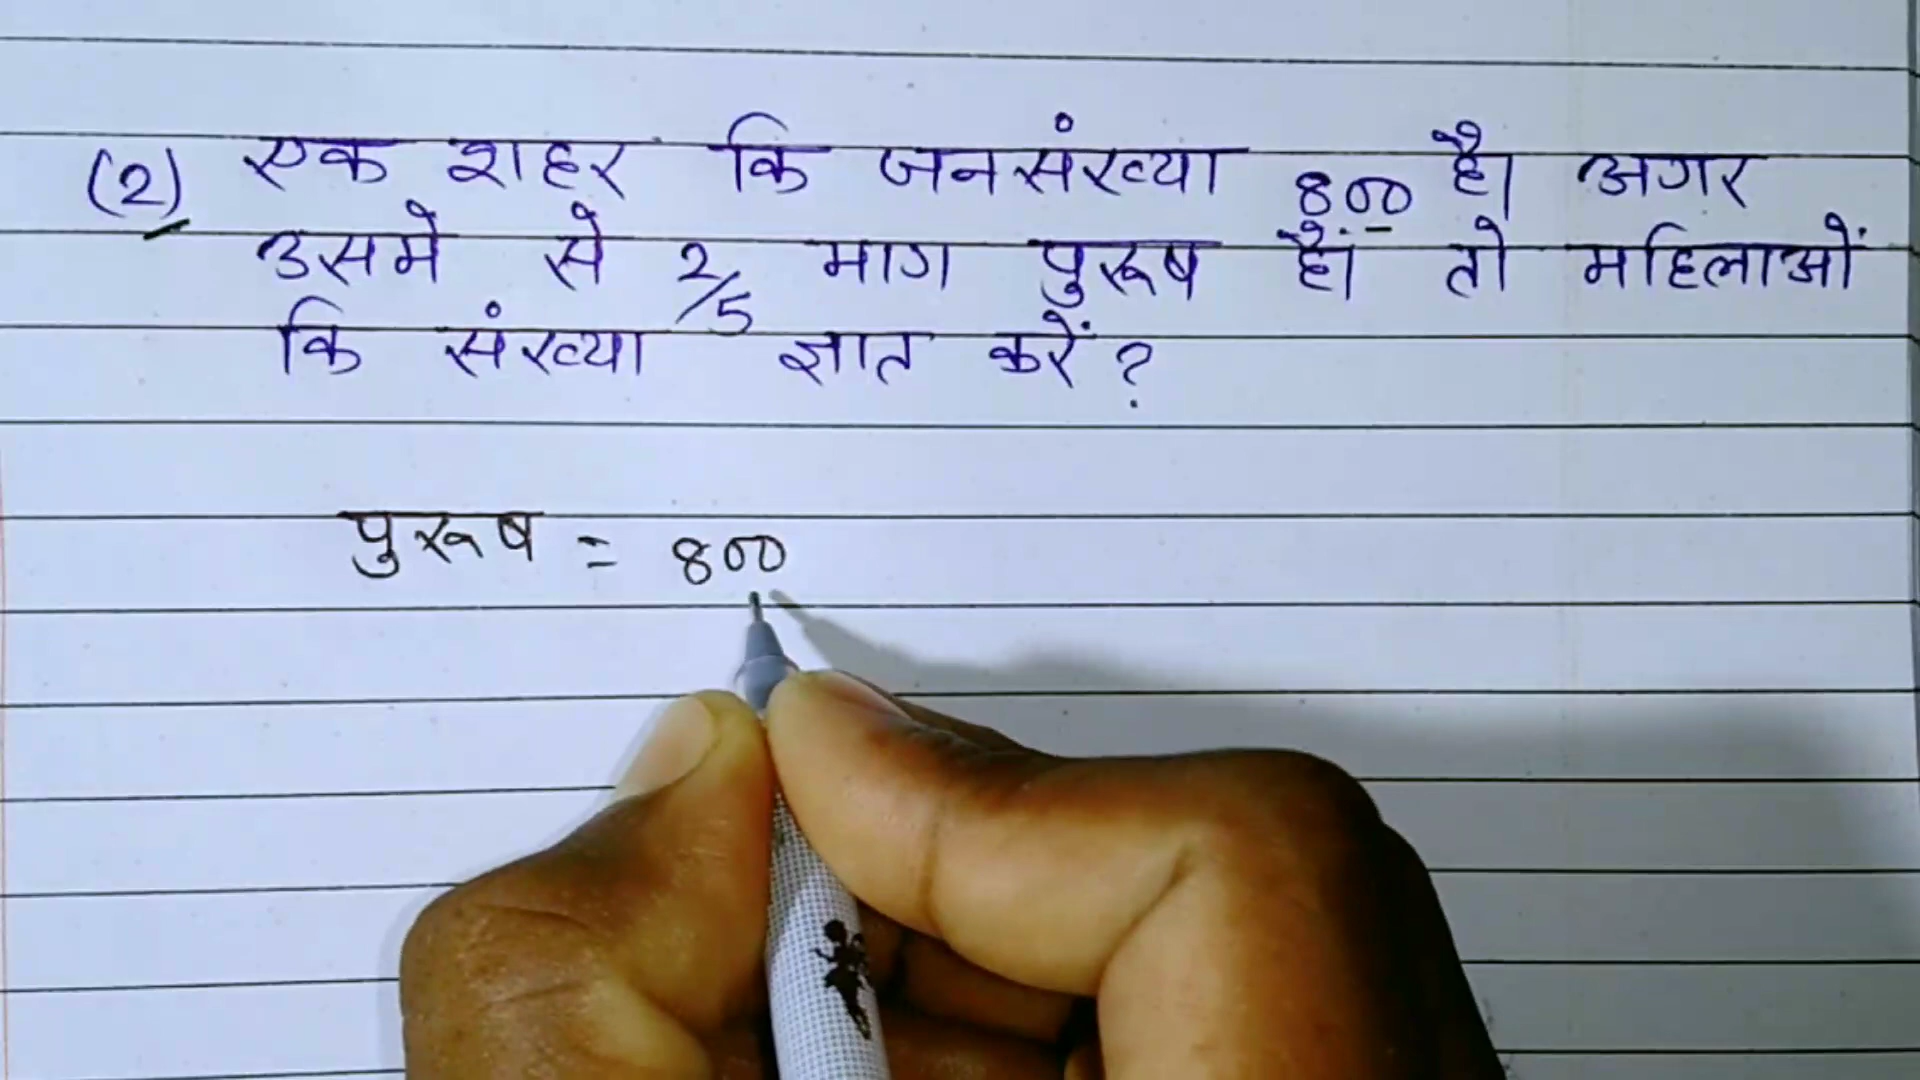 (2) एक शहर कि जनसंख्या 800 है। अगर
उसमे से 2/5 भाग पुरूष हैं। तो महिलाओं
कि संख्या ज्ञात करें ?
पुरूष = 800